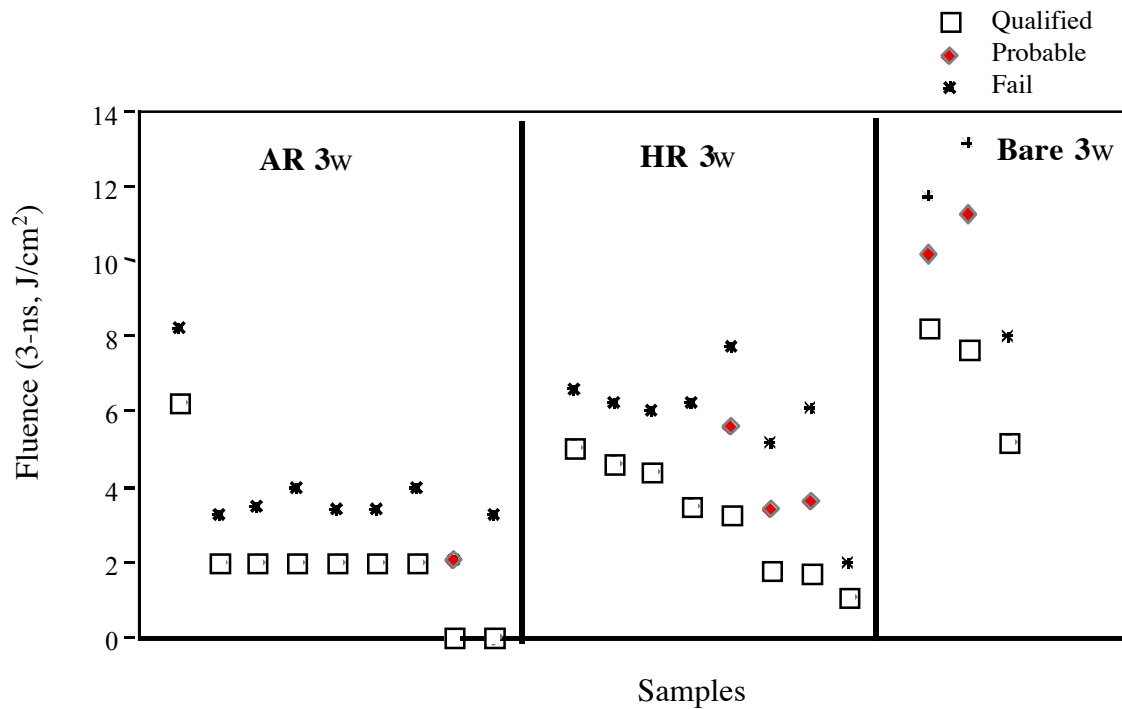 Qualified
Probable
Fail
14
12
10
8
6
4
2
0
Fluence (3-ns, J/cm²)
AR 3w
HR 3w
Bare 3w
Samples